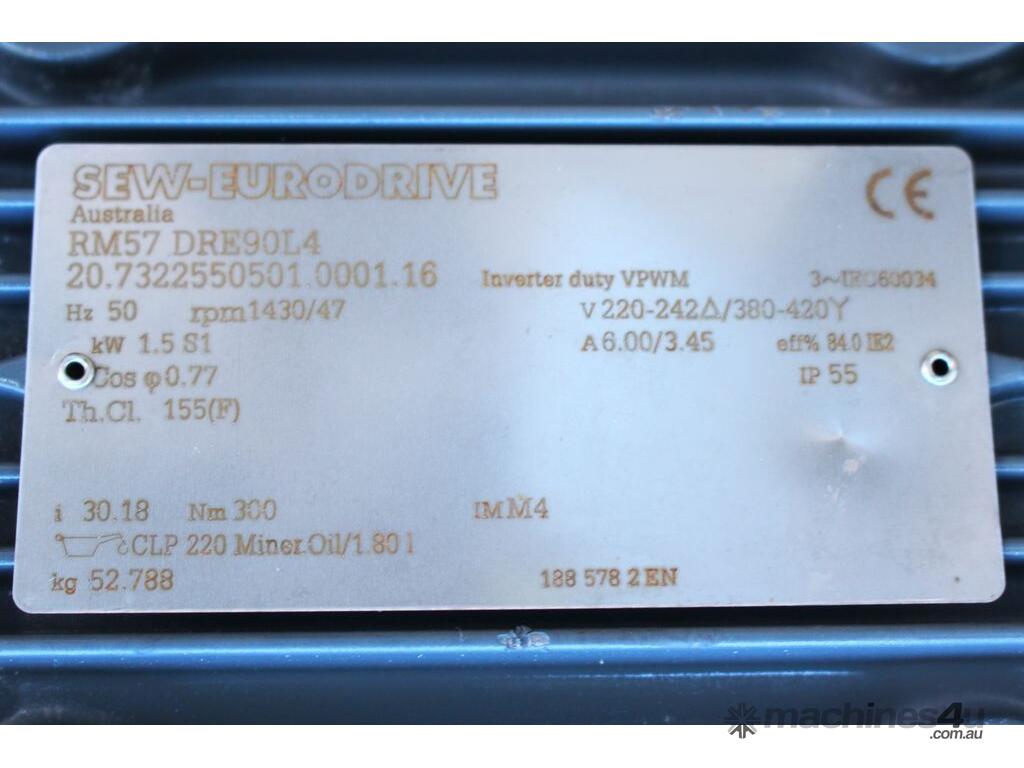 SEW-EURODRIVE
CE
Australia
RM57 DRE90L4
20.7322550501.0001.16 Inverter duty VPWM 3~IEC60034
Hz 50 rpm 1430/47 V 220-242Δ/380-420Y
kW 1.5 S1 A 6.00/3.45 eff% 84.0 IE2
Cos φ 0.77 IP 55
Th.Cl. 155(F)
i 30.18 Nm 300 IM M4
CLP 220 Miner.Oil/1.80 l
kg 52.788 188 578 2 EN
machines4u
.com.au